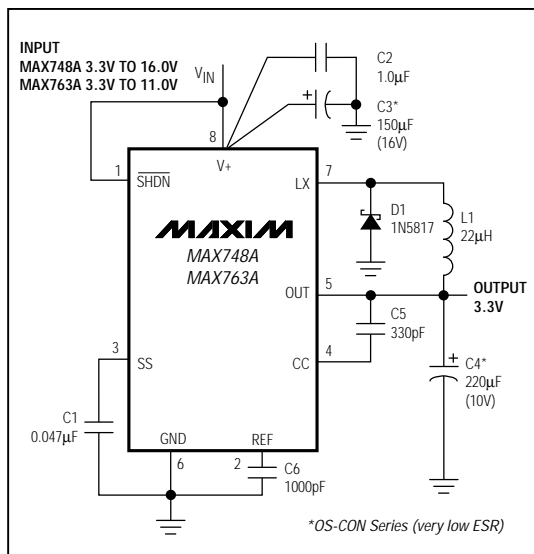 INPUT
MAX748A 3.3V TO 16.0V
MAX763A 3.3V TO 11.0V
VIN
C2
1.0µF
+
C3*
150µF
(16V)
8
V+
1
SHDN
LX
7
D1
1N5817
L1
22µH
MAXIM
MAX748A
MAX763A
OUT
5
OUTPUT
3.3V
C5
330pF
3
SS
CC
4
+
C4*
220µF
(10V)
C1
0.047µF
GND
REF
6
2
C6
1000pF
*OS-CON Series (very low ESR)